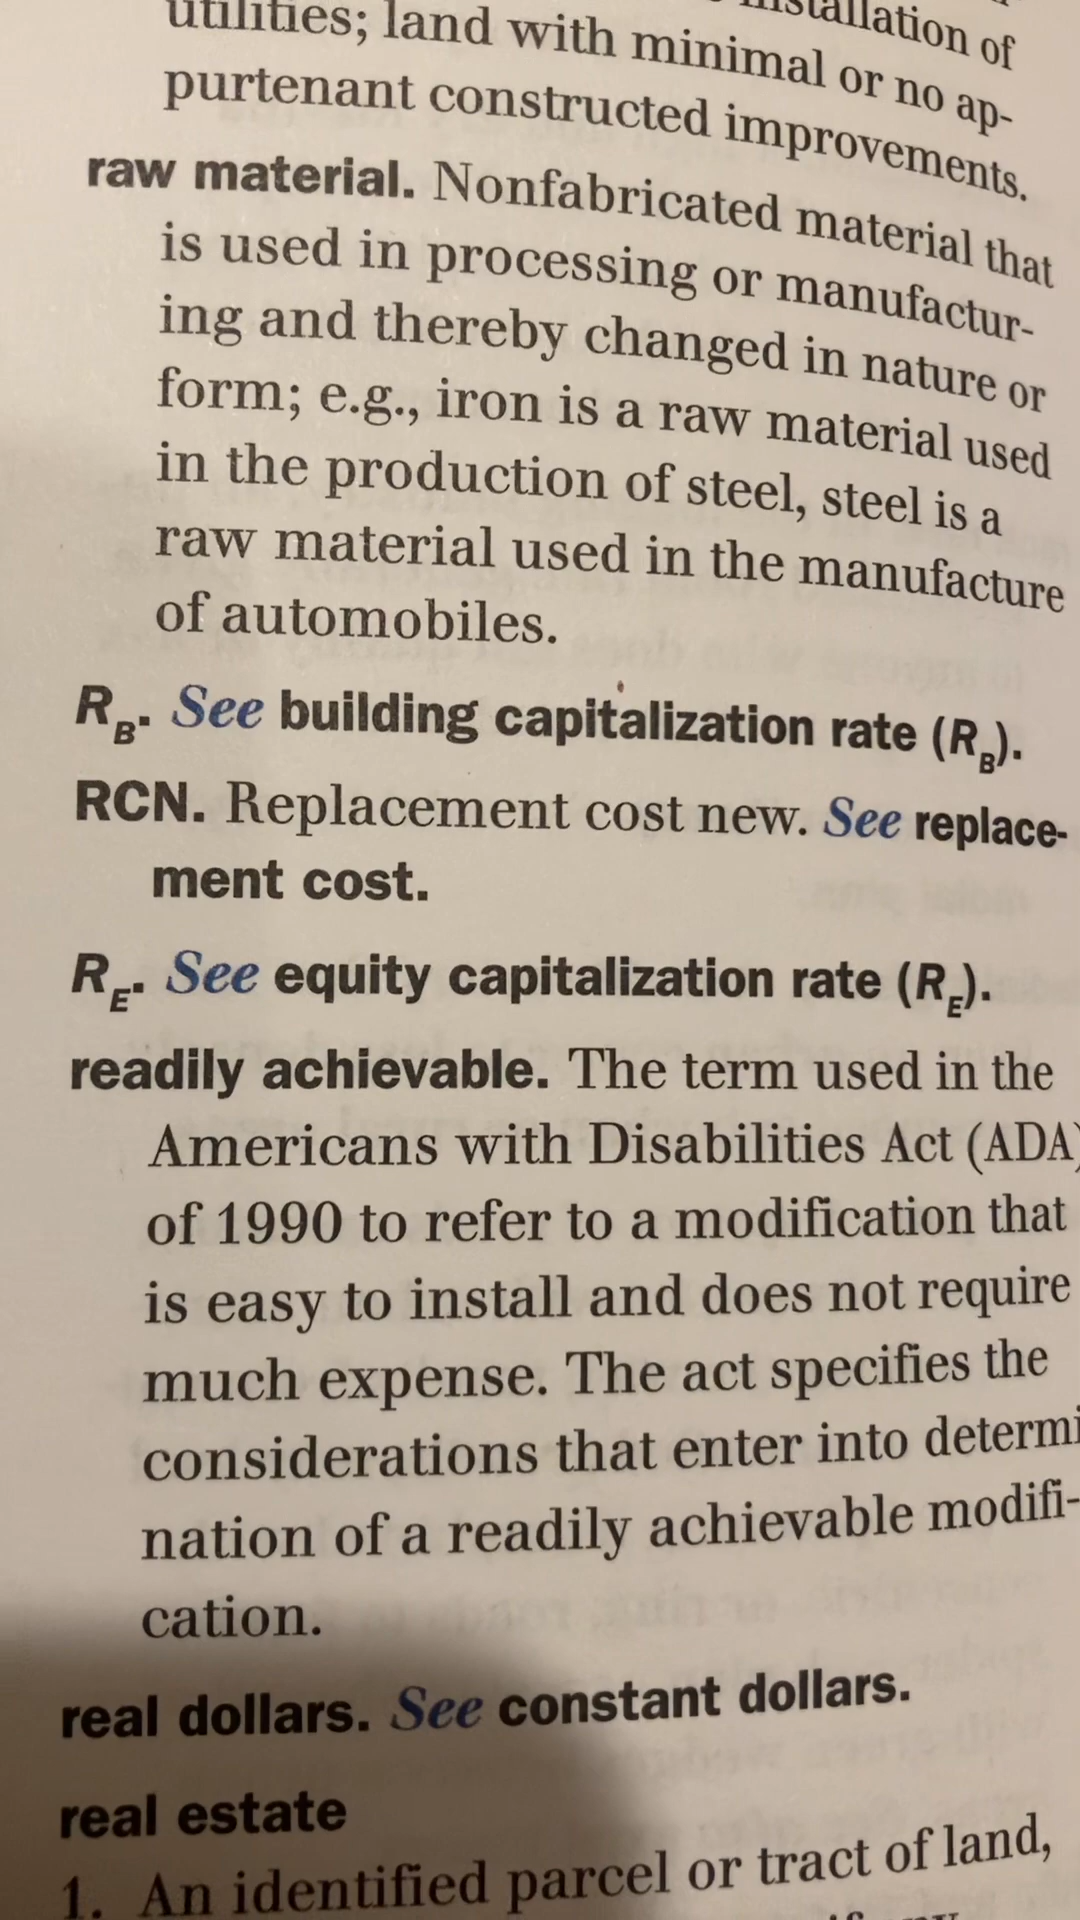 installation of
utilities; land with minimal or no ap-
purtenant constructed improvements.
raw material. Nonfabricated material that
is used in processing or manufactur-
ing and thereby changed in nature or
form; e.g., iron is a raw material used
in the production of steel, steel is a
raw material used in the manufacture
of automobiles.
R_B. See building capitalization rate (R_B).
RCN. Replacement cost new. See replace-
ment cost.
R_E. See equity capitalization rate (R_E).
readily achievable. The term used in the
Americans with Disabilities Act (ADA)
of 1990 to refer to a modification that
is easy to install and does not require
much expense. The act specifies the
considerations that enter into determi
nation of a readily achievable modifi-
cation.
real dollars. See constant dollars.
real estate
1. An identified parcel or tract of land,